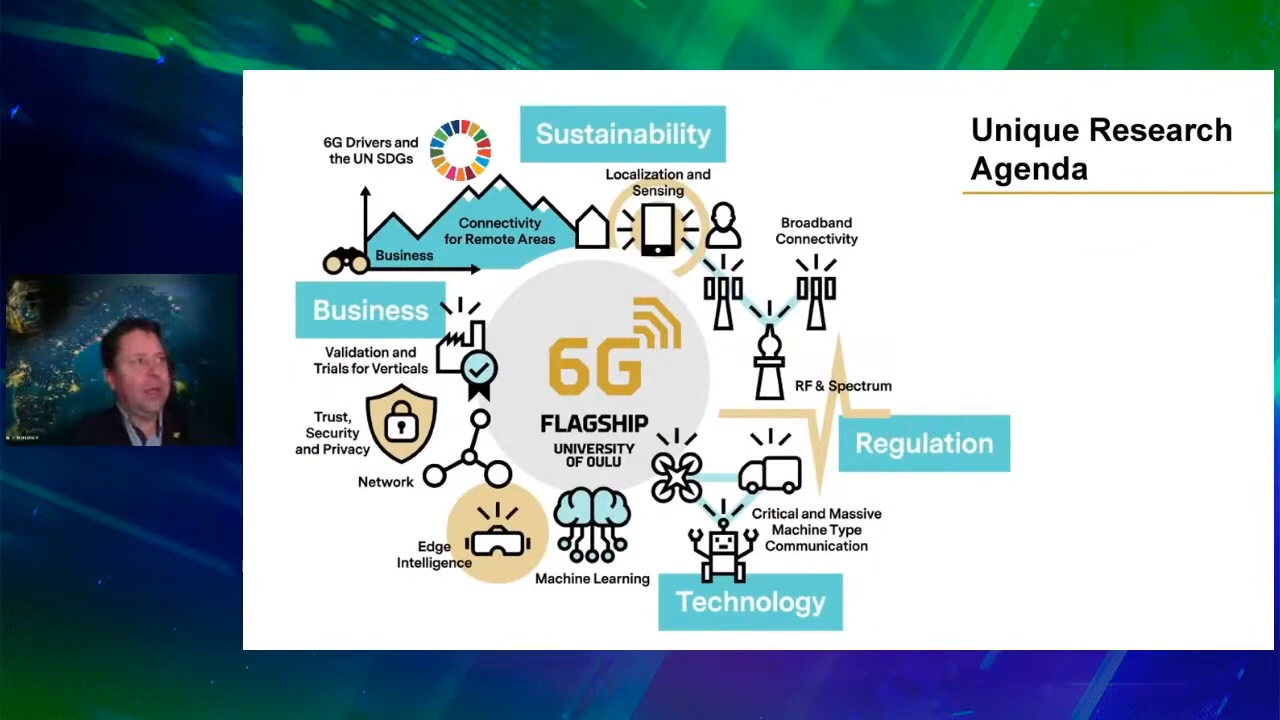 Unique Research
Agenda
Sustainability
6G Drivers and
the UN SDGs
Localization and
Sensing
Connectivity
for Remote Areas
Business
Broadband
Connectivity
Business
Validation and
Trials for Verticals
Trust,
Security
and Privacy
Network
Edge
Intelligence
Machine Learning
6G
FLAGSHIP
UNIVERSITY
OF OULU
RF & Spectrum
Regulation
Critical and Massive
Machine Type
Communication
Technology